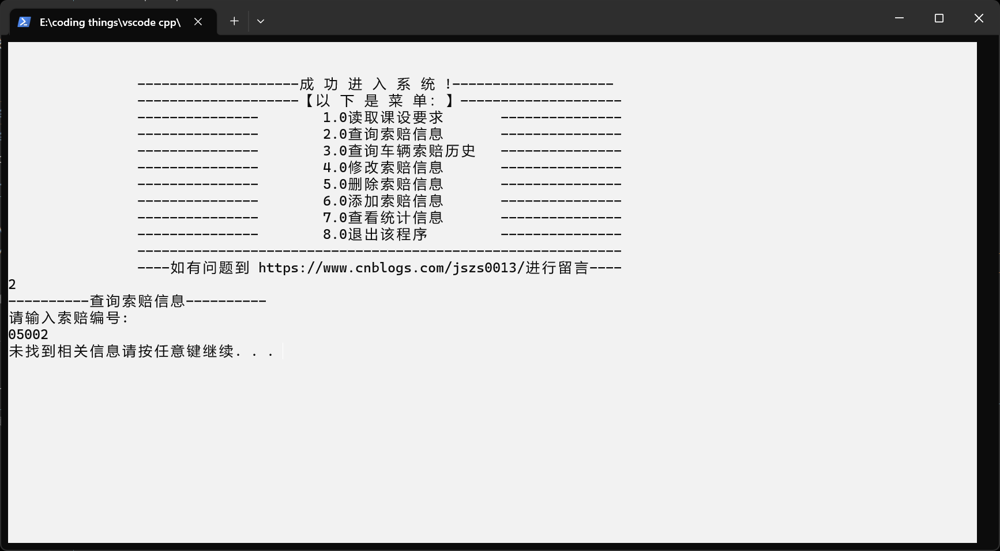 E:\coding things\vscode cpp\
--------------------成 功 进 入 系 统 !--------------------
--------------------【以 下 是 菜 单: 】--------------------
--------------- 1.0读取课设要求 ---------------
--------------- 2.0查询索赔信息 ---------------
--------------- 3.0查询车辆索赔历史 ---------------
--------------- 4.0修改索赔信息 ---------------
--------------- 5.0删除索赔信息 ---------------
--------------- 6.0添加索赔信息 ---------------
--------------- 7.0查看统计信息 ---------------
--------------- 8.0退出该程序 ---------------
------------------------------------------------------------
----如有问题到 https://www.cnblogs.com/jszs0013/进行留言----
2
----------查询索赔信息----------
请输入索赔编号:
05002
未找到相关信息请按任意键继续. . .